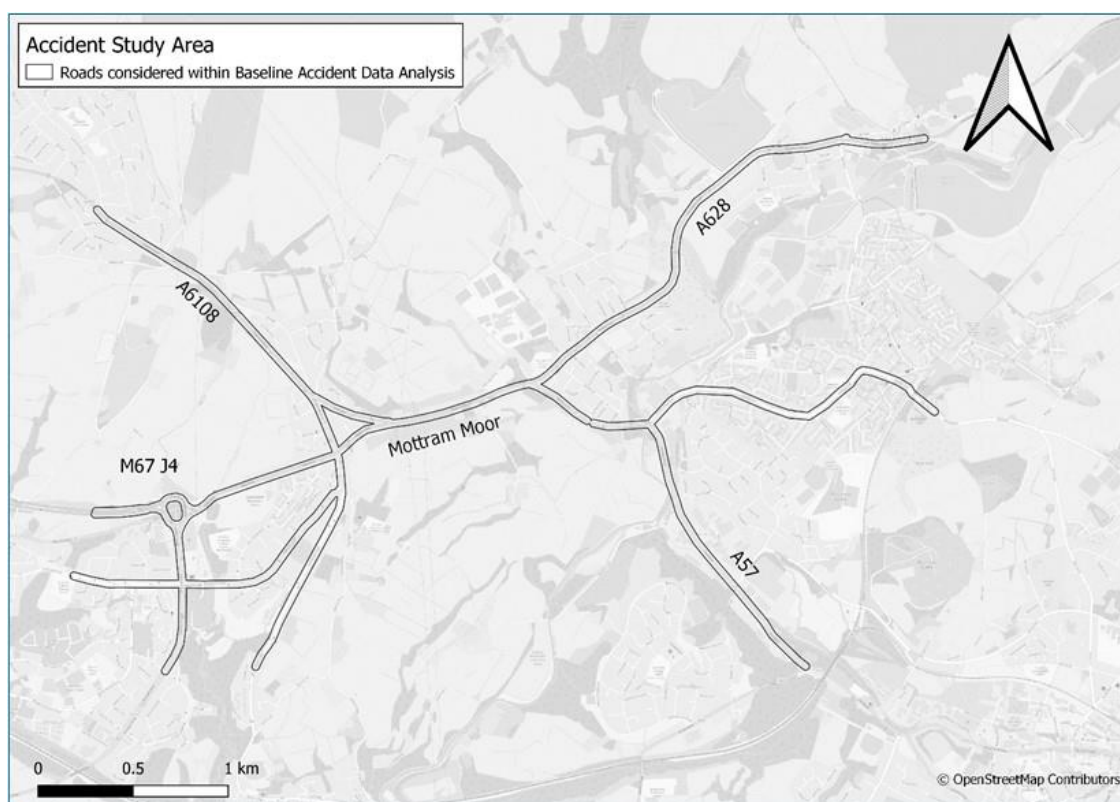 Accident Study Area
Roads considered within Baseline Accident Data Analysis
A628
A6108
Mottram Moor
M67 J4
A57
0 0.5 1 km
© OpenStreetMap Contributors